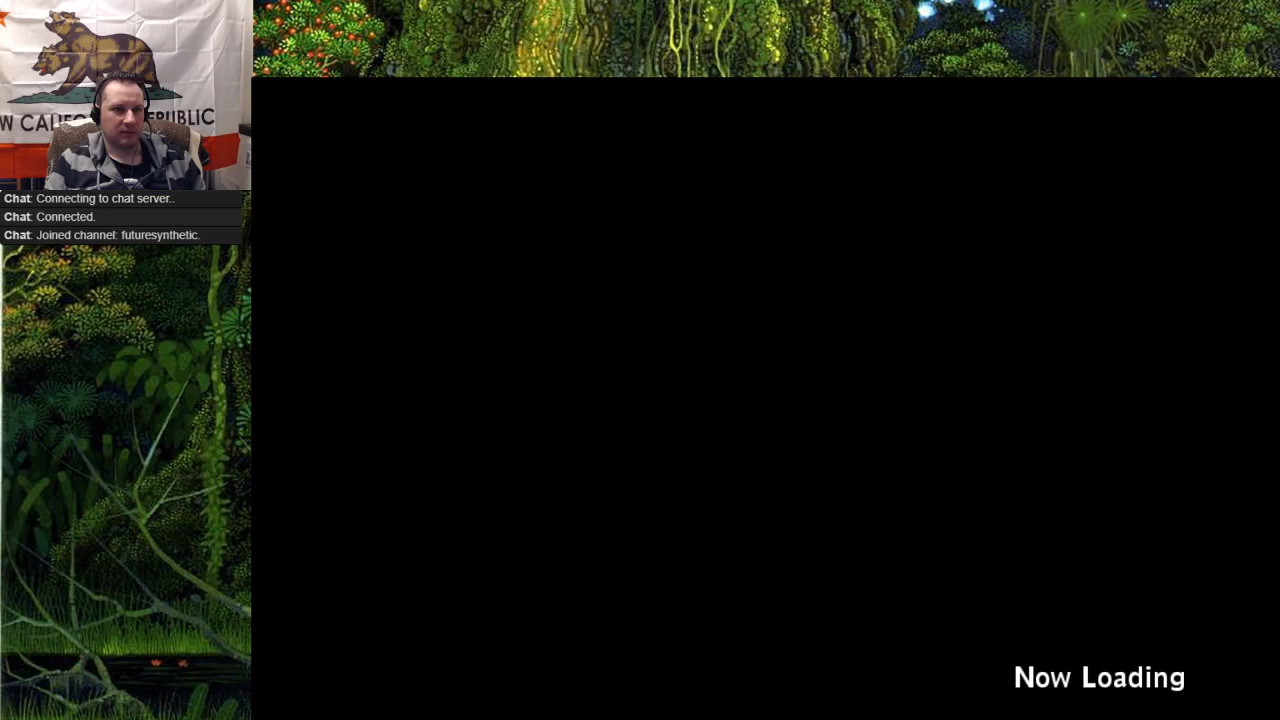 W CALIF EPUBLIC
Chat: Connecting to chat server..
Chat: Connected.
Chat: Joined channel: futuresynthetic.
Now Loading